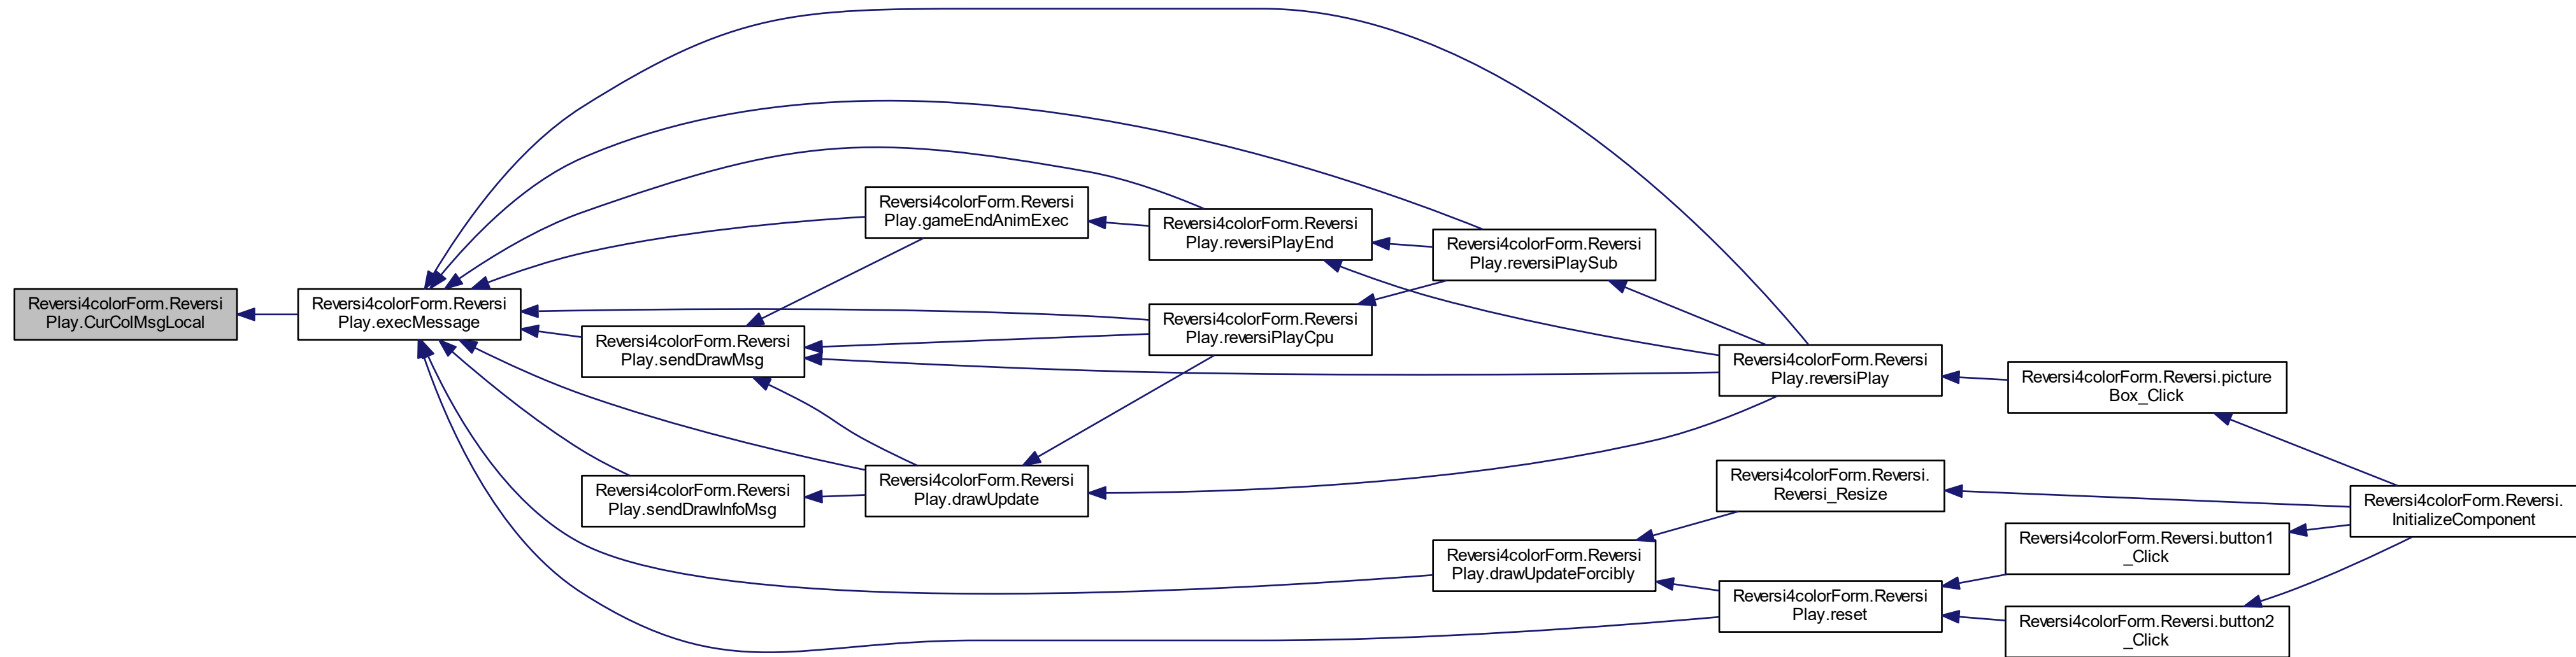 Reversi4colorForm.Reversi
Play.CurColMsgLocal
Reversi4colorForm.Reversi
Play.execMessage
Reversi4colorForm.Reversi
Play.gameEndAnimExec
Reversi4colorForm.Reversi
Play.sendDrawMsg
Reversi4colorForm.Reversi
Play.sendDrawInfoMsg
Reversi4colorForm.Reversi
Play.drawUpdate
Reversi4colorForm.Reversi
Play.reversiPlayEnd
Reversi4colorForm.Reversi
Play.reversiPlayCpu
Reversi4colorForm.Reversi
Play.reversiPlaySub
Reversi4colorForm.Reversi
Play.reversiPlay
Reversi4colorForm.Reversi.picture
Box_Click
Reversi4colorForm.Reversi.
Reversi_Resize
Reversi4colorForm.Reversi
Play.drawUpdateForcibly
Reversi4colorForm.Reversi
Play.reset
Reversi4colorForm.Reversi.button1
_Click
Reversi4colorForm.Reversi.button2
_Click
Reversi4colorForm.Reversi.
InitializeComponent